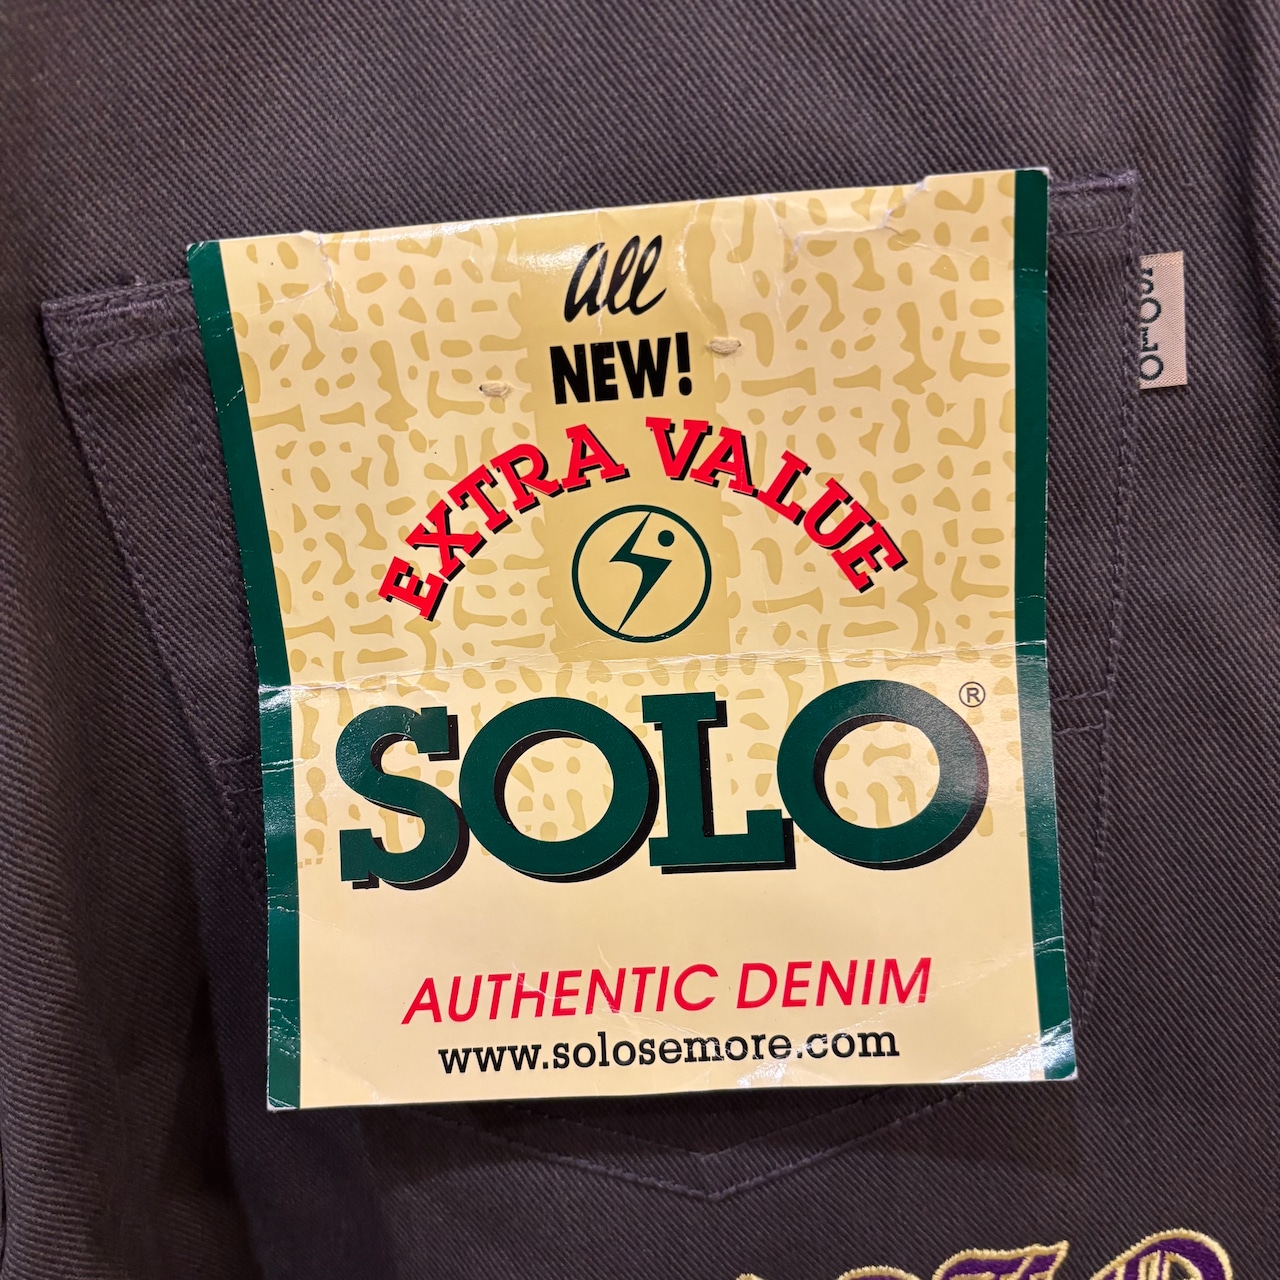 All
NEW!
EXTRA VALUE
SOLO®
AUTHENTIC DENIM
www.solosemore.com
SOLO